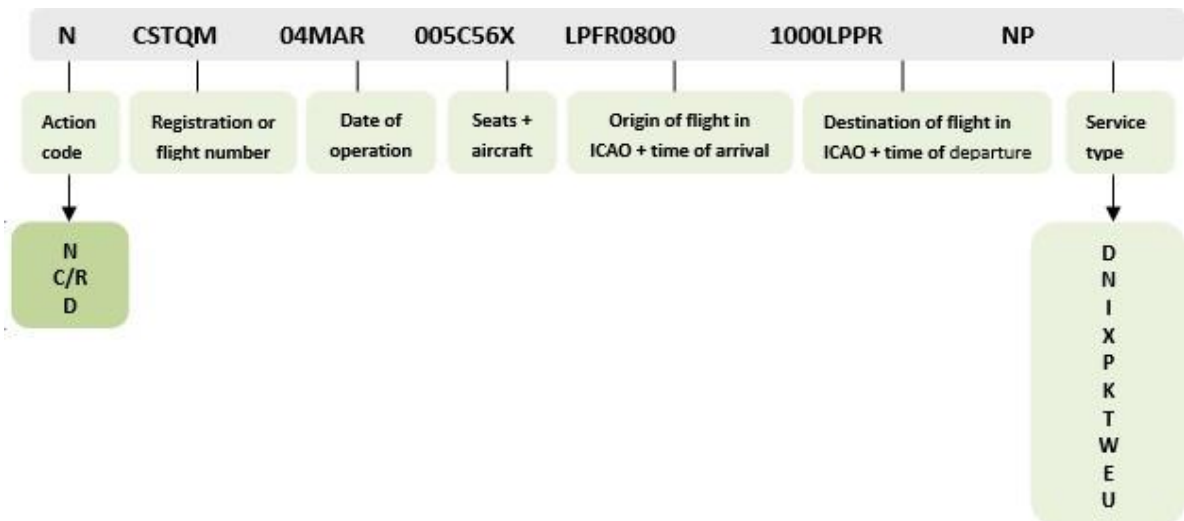 N CSTQM 04MAR 005C56X LPFR0800 1000LPPR NP
Action
code
Registration or
flight number
Date of
operation
Seats +
aircraft
Origin of flight in
ICAO + time of arrival
Destination of flight in
ICAO + time of departure
Service
type
N
C/R
D
D
N
I
X
P
K
T
W
E
U